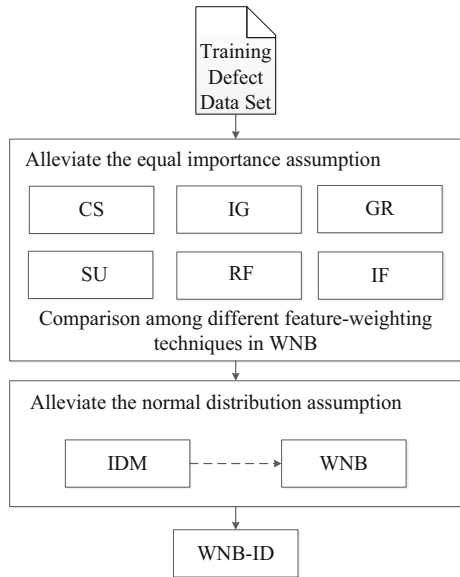 Training
Defect
Data Set
Alleviate the equal importance assumption
CS
IG
GR
SU
RF
IF
Comparison among different feature-weighting
techniques in WNB
Alleviate the normal distribution assumption
IDM
WNB
WNB-ID